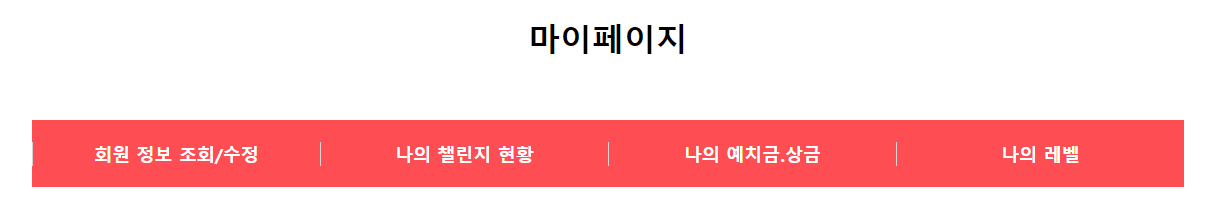 마이페이지
회원 정보 조회/수정 나의 챌린지 현황 나의 예치금.상금 나의 레벨